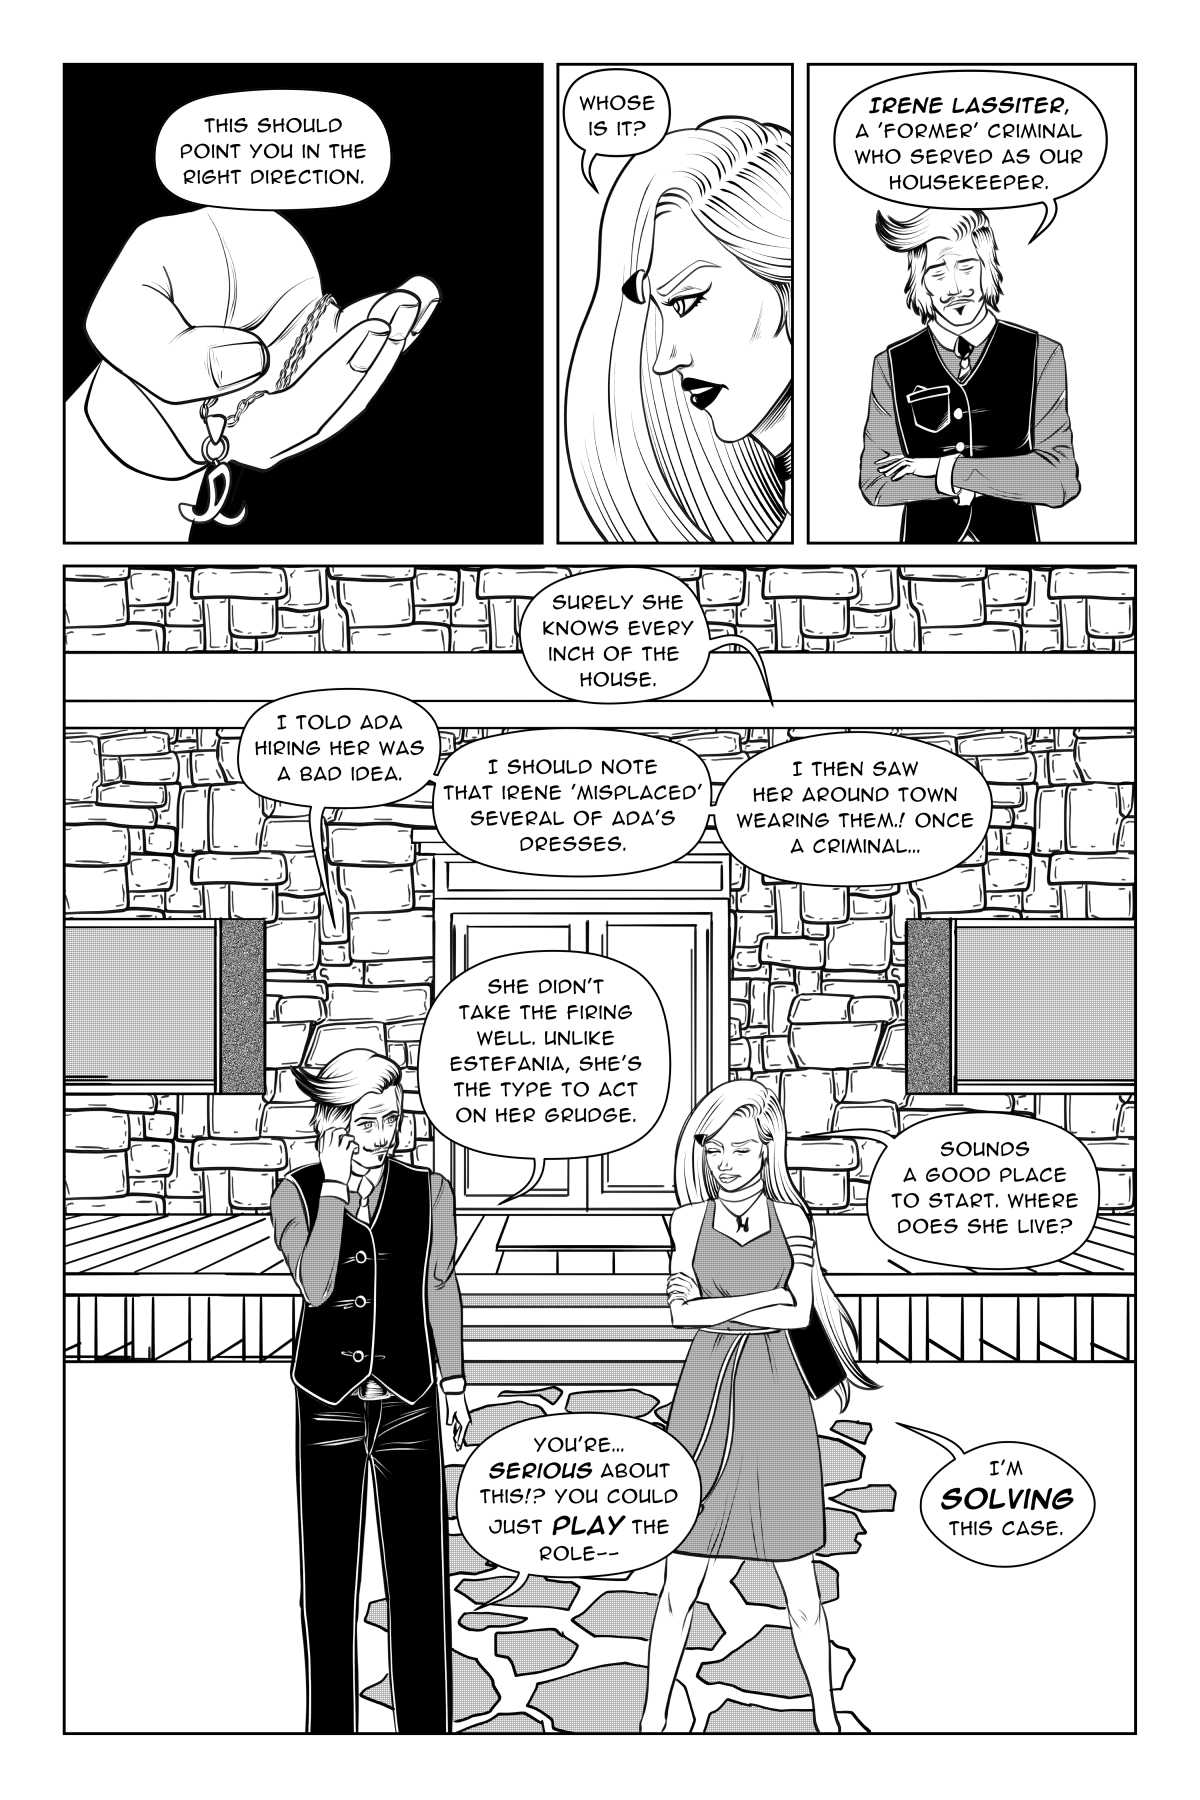 THIS SHOULD
POINT YOU IN THE
RIGHT DIRECTION.
WHOSE
IS IT?
IRENE LASSITER,
A 'FORMER' CRIMINAL
WHO SERVED AS OUR
HOUSEKEEPER.
SURELY SHE
KNOWS EVERY
INCH OF THE
HOUSE.
I TOLD ADA
HIRING HER WAS
A BAD IDEA.
I SHOULD NOTE
THAT IRENE 'MISPLACED'
SEVERAL OF ADA'S
DRESSES.
I THEN SAW
HER AROUND TOWN
WEARING THEM.! ONCE
A CRIMINAL...
SHE DIDN'T
TAKE THE FIRING
WELL. UNLIKE
ESTEFANIA, SHE'S
THE TYPE TO ACT
ON HER GRUDGE.
SOUNDS
A GOOD PLACE
TO START. WHERE
DOES SHE LIVE?
YOU'RE...
SERIOUS ABOUT
THIS!? YOU COULD
JUST PLAY THE
ROLE--
I'M
SOLVING
THIS CASE.